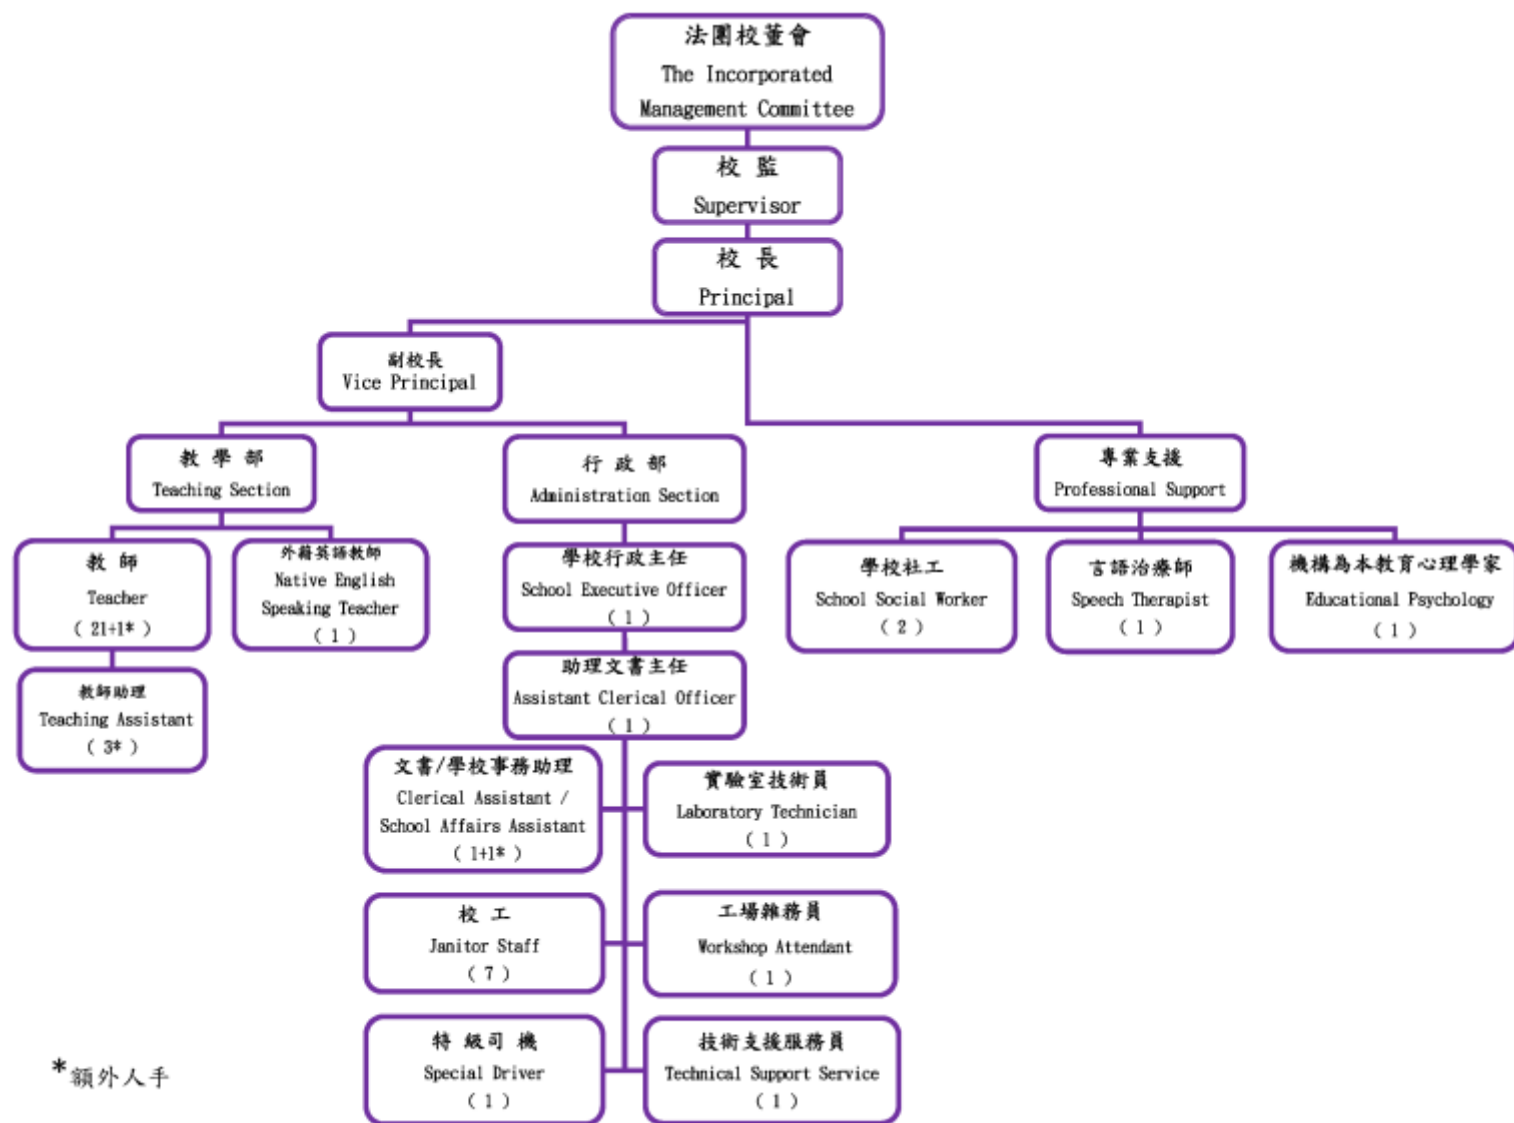 法團校董會
The Incorporated
Management Committee
校 監
Supervisor
校 長
Principal
副校長
Vice Principal
教 學 部
Teaching Section
行 政 部
Administration Section
專業支援
Professional Support
教 師
Teacher
( 21+1* )
外籍英語教師
Native English
Speaking Teacher
( 1 )
學校行政主任
School Executive Officer
( 1 )
學校社工
School Social Worker
( 2 )
言語治療師
Speech Therapist
( 1 )
機構為本教育心理學家
Educational Psychology
( 1 )
教師助理
Teaching Assistant
( 3* )
助理文書主任
Assistant Clerical Officer
( 1 )
文書/學校事務助理
Clerical Assistant /
School Affairs Assistant
( 1+1* )
實驗室技術員
Laboratory Technician
( 1 )
校 工
Janitor Staff
( 7 )
工場雜務員
Workshop Attendant
( 1 )
特 級 司 機
Special Driver
( 1 )
技術支援服務員
Technical Support Service
( 1 )
*額外人手